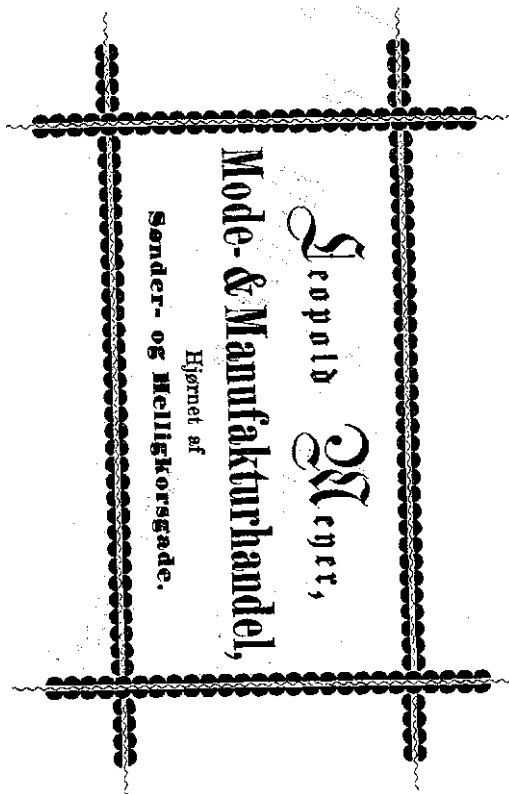 Leopold Meyer,
Mode- & Manufakturhandel,
Hjørnet af
Sønder- og Helligkorsgade.